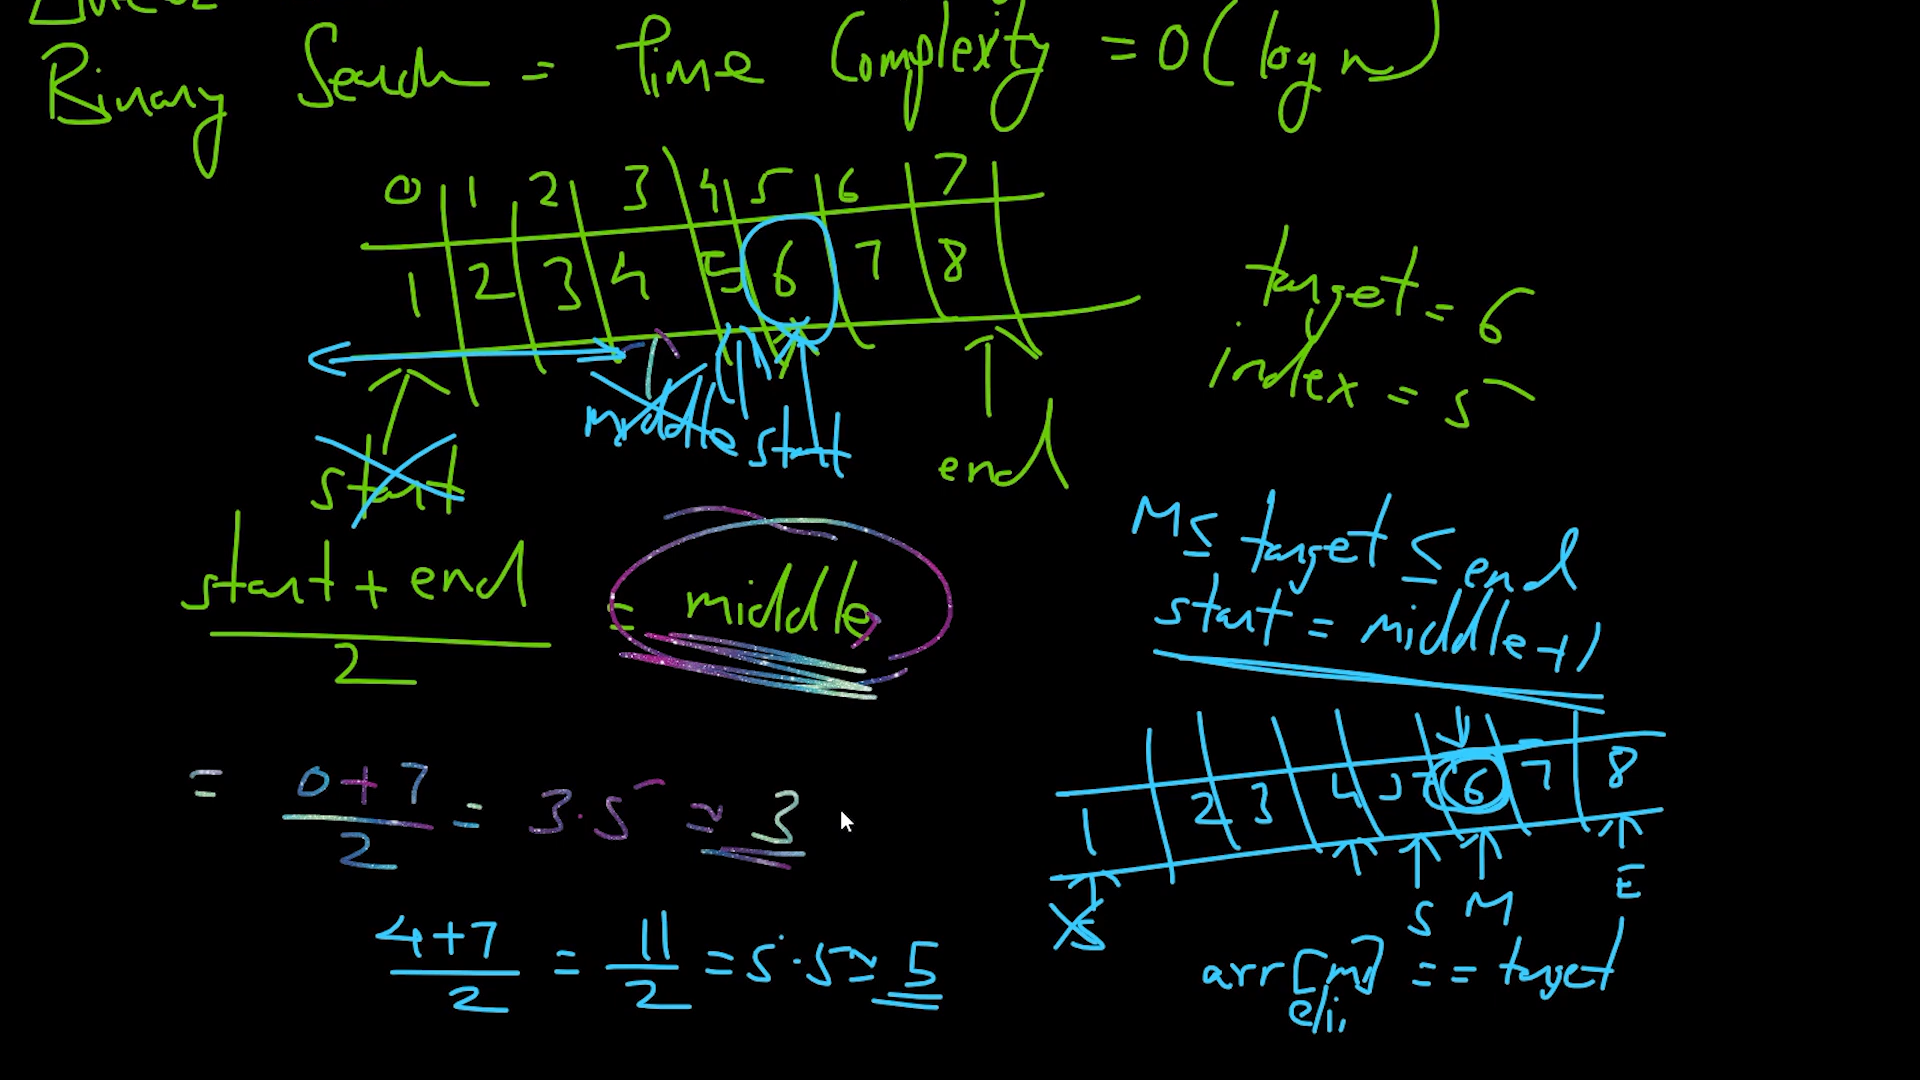 Binary Search = Time Complexity = O(log n)
0 1 2 3 4 5 6 7
1 2 3 4 5 6 7 8
target = 6
index = 5
start middle start end
M ≤ target ≤ end
start = middle+1
start + end
2
= middle
1 2 3 4 5 6 7 8
S M E
= 0+7
2
= 3.5 ≈ 3
4+7
2
= 11
2
= 5.5 ≈ 5
arr[m] == target